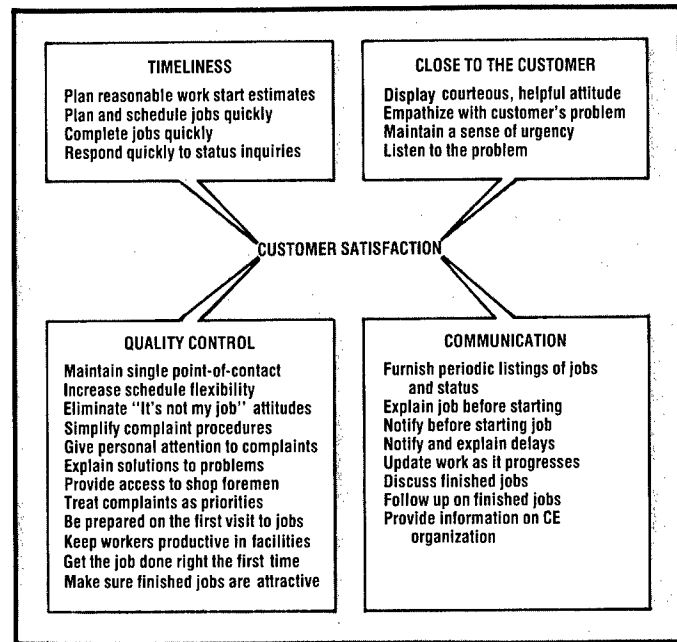 TIMELINESS
Plan reasonable work start estimates
Plan and schedule jobs quickly
Complete jobs quickly
Respond quickly to status inquiries
CLOSE TO THE CUSTOMER
Display courteous, helpful attitude
Empathize with customer's problem
Maintain a sense of urgency
Listen to the problem
CUSTOMER SATISFACTION
QUALITY CONTROL
Maintain single point-of-contact
Increase schedule flexibility
Eliminate "It's not my job" attitudes
Simplify complaint procedures
Give personal attention to complaints
Explain solutions to problems
Provide access to shop foremen
Treat complaints as priorities
Be prepared on the first visit to jobs
Keep workers productive in facilities
Get the job done right the first time
Make sure finished jobs are attractive
COMMUNICATION
Furnish periodic listings of jobs
and status
Explain job before starting
Notify before starting job
Notify and explain delays
Update work as it progresses
Discuss finished jobs
Follow up on finished jobs
Provide information on CE
organization